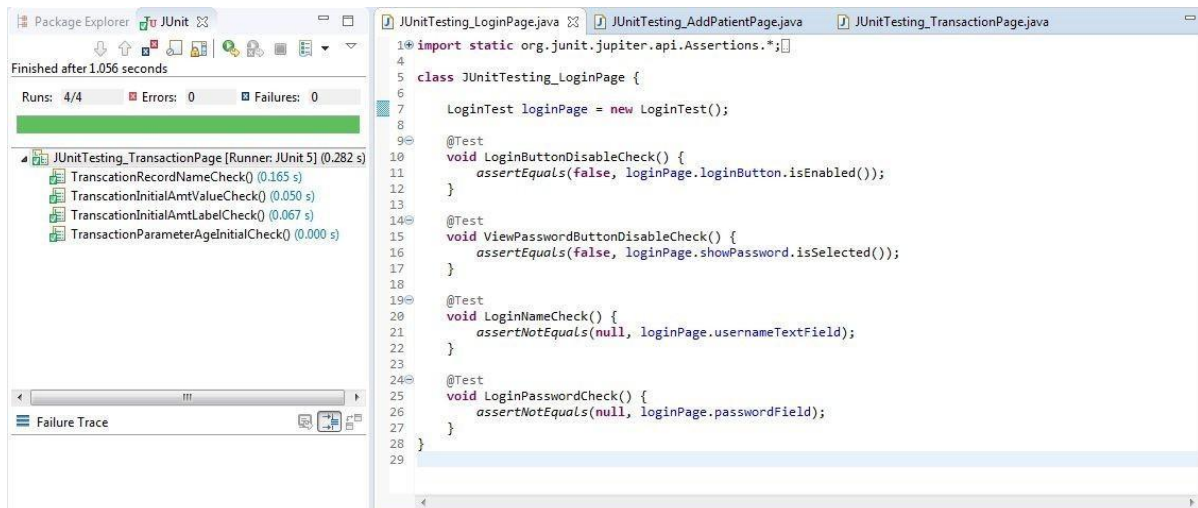 Package Explorer JUnit
Finished after 1.056 seconds
Runs: 4/4 Errors: 0 Failures: 0
JUnitTesting_TransactionPage [Runner: JUnit 5] (0.282 s)
TranscationRecordNameCheck() (0.165 s)
TranscationInitialAmtValueCheck() (0.050 s)
TranscationInitialAmtLabelCheck() (0.067 s)
TransactionParameterAgeInitialCheck() (0.000 s)
Failure Trace
JUnitTesting_LoginPage.java JUnitTesting_AddPatientPage.java JUnitTesting_TransactionPage.java
1 import static org.junit.jupiter.api.Assertions.*;
4
5 class JUnitTesting_LoginPage {
6
7 LoginTest loginPage = new LoginTest();
8
9 @Test
10 void LoginButtonDisableCheck() {
11 assertEquals(false, loginPage.loginButton.isEnabled());
12 }
13
14 @Test
15 void ViewPasswordButtonDisableCheck() {
16 assertEquals(false, loginPage.showPassword.isSelected());
17 }
18
19 @Test
20 void LoginNameCheck() {
21 assertNotEquals(null, loginPage.usernameTextField);
22 }
23
24 @Test
25 void LoginPasswordCheck() {
26 assertNotEquals(null, loginPage.passwordField);
27 }
28 }
29